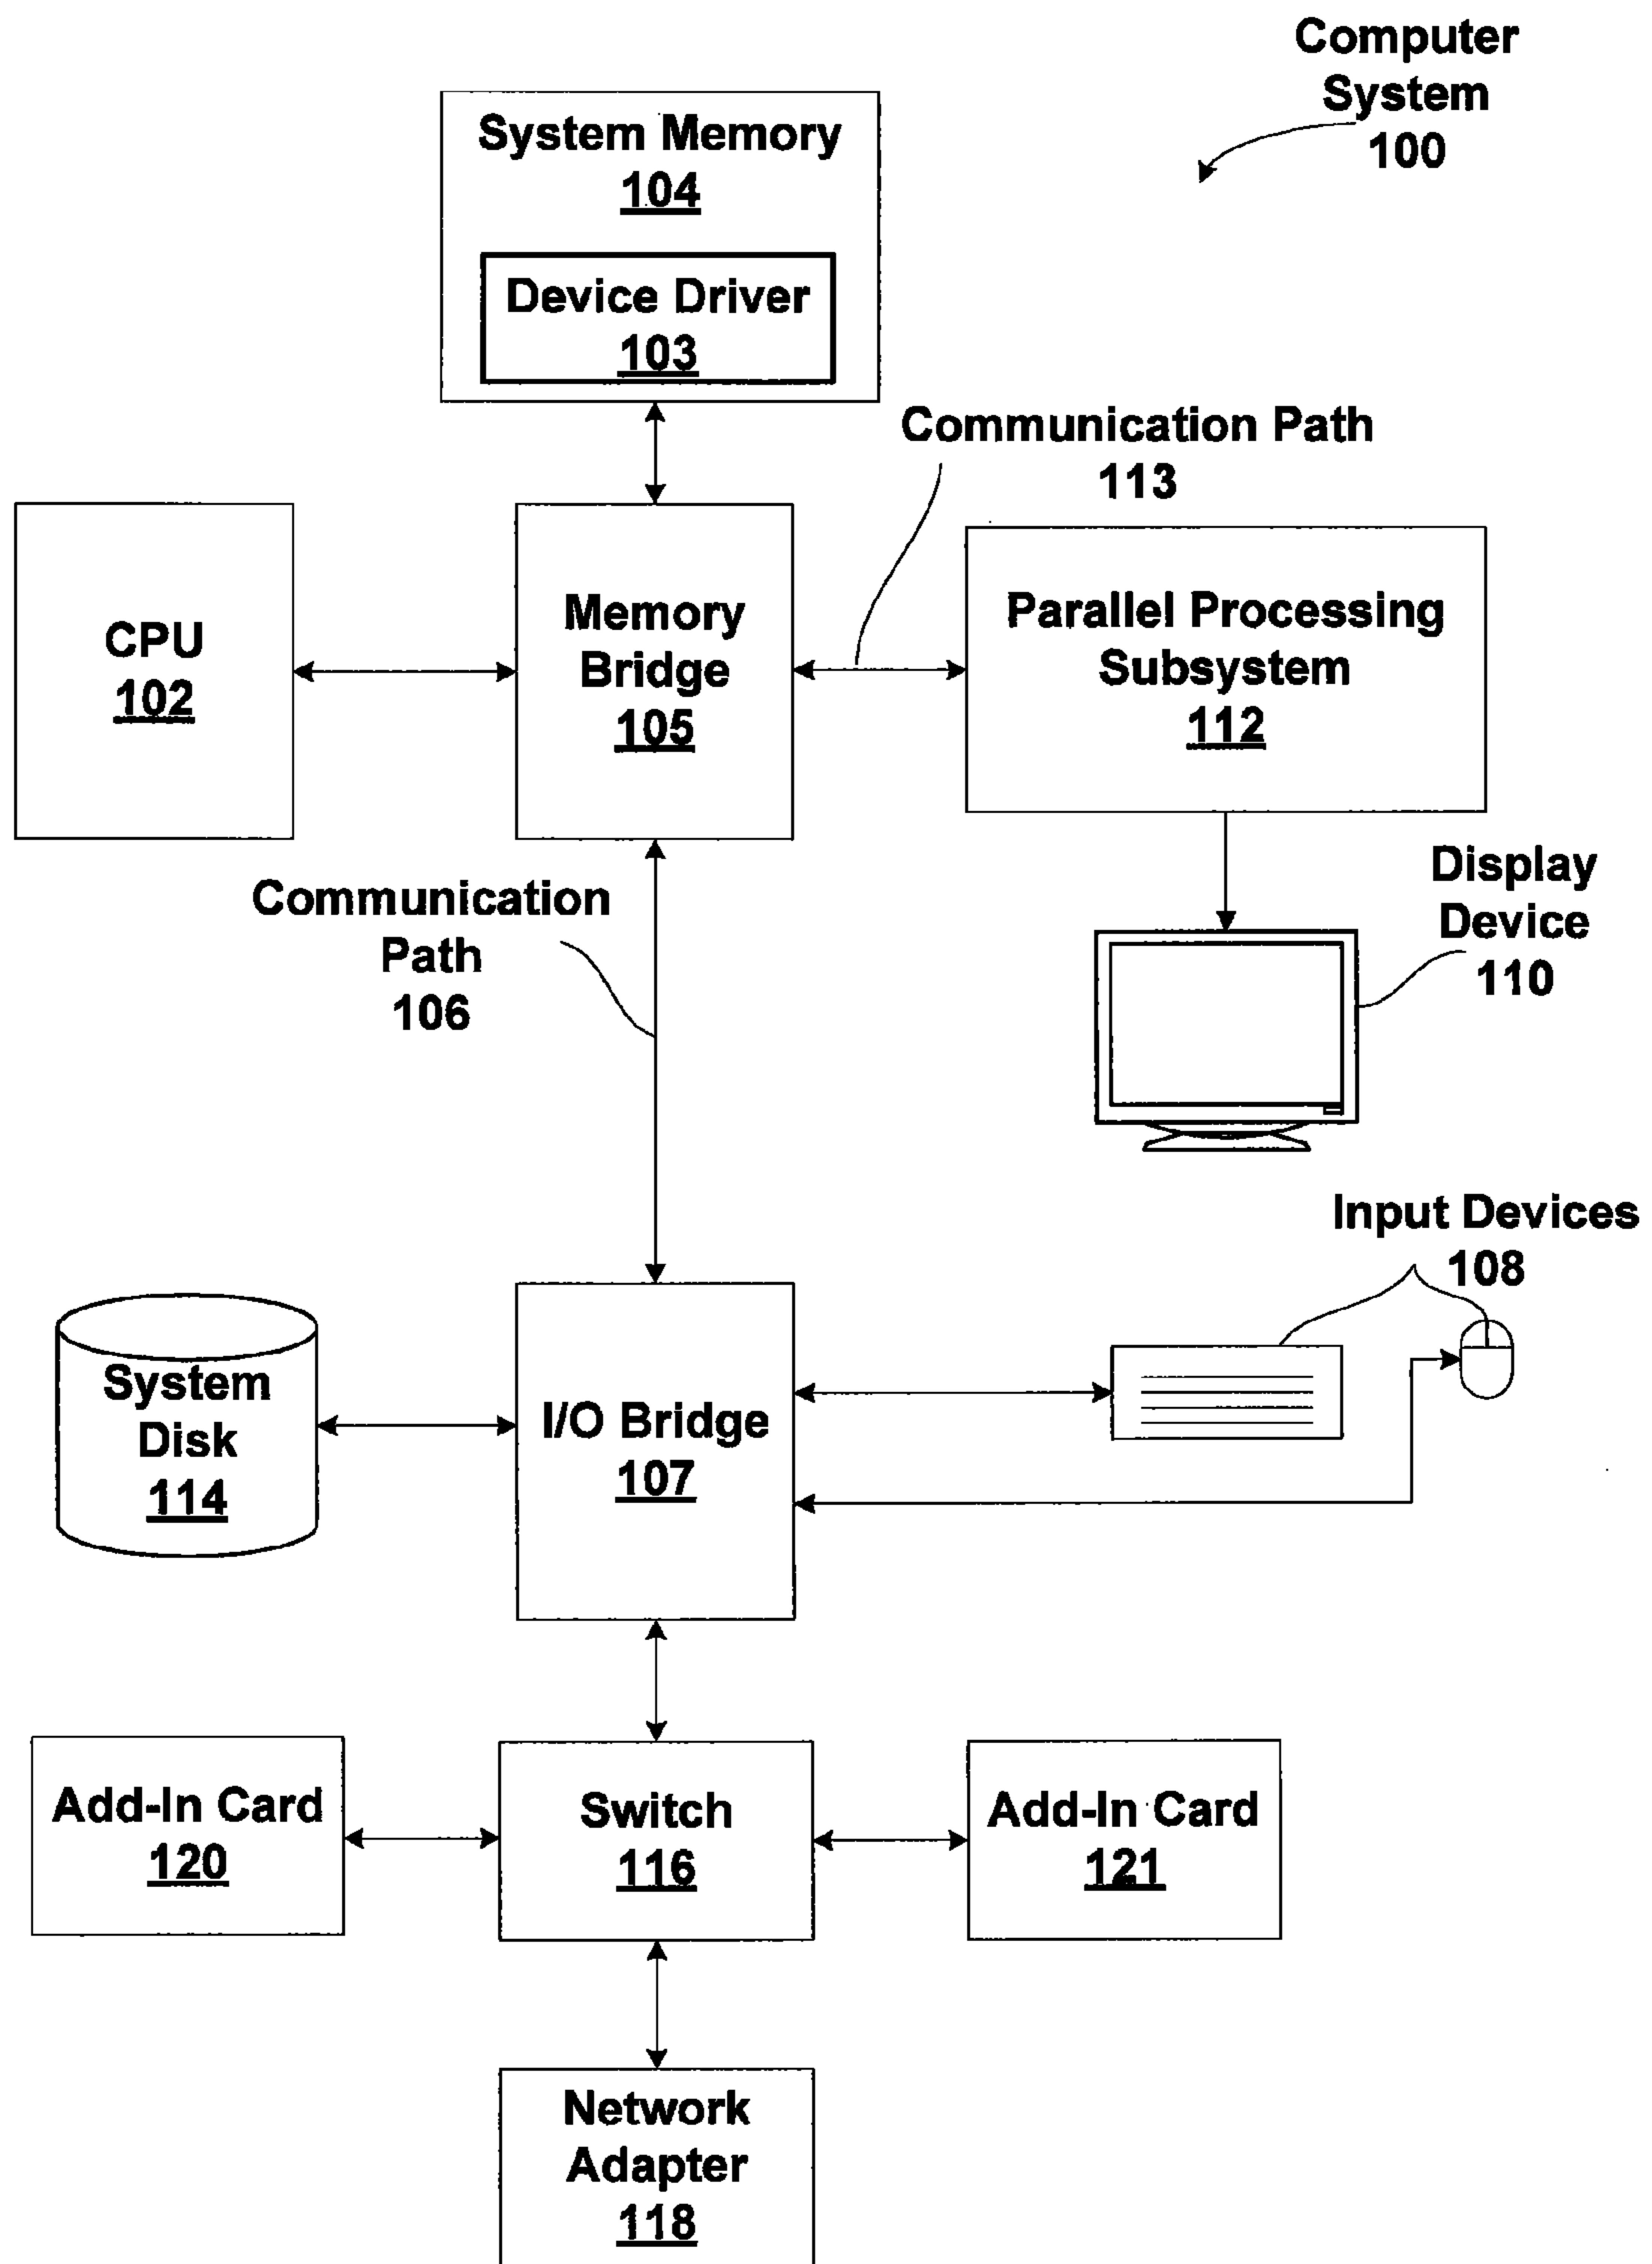 Computer
System
100
System Memory
104
Device Driver
103
Communication Path
113
CPU
102
Memory
Bridge
105
Parallel Processing
Subsystem
112
Communication
Path
106
Display
Device
110
Input Devices
108
System
Disk
114
I/O Bridge
107
Add-In Card
120
Switch
116
Add-In Card
121
Network
Adapter
118